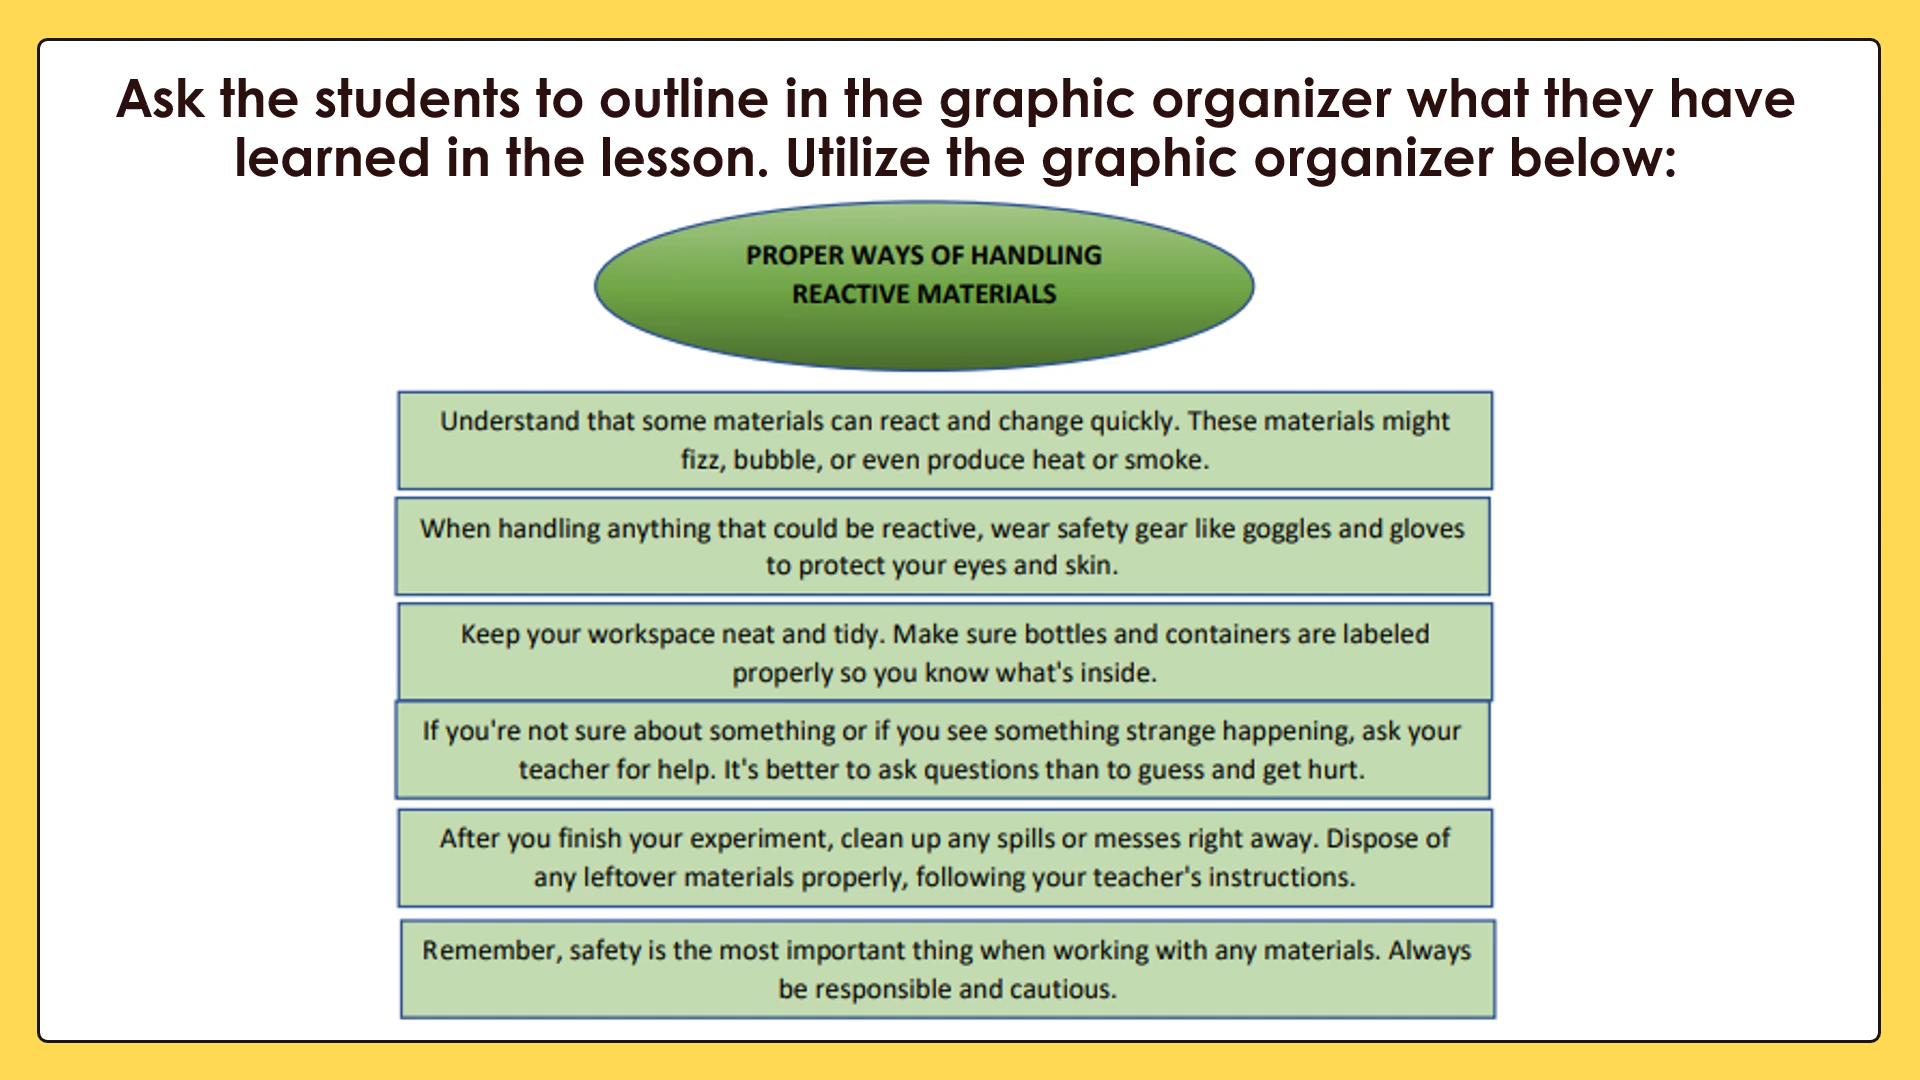 Ask the students to outline in the graphic organizer what they have
learned in the lesson. Utilize the graphic organizer below:
PROPER WAYS OF HANDLING
REACTIVE MATERIALS
Understand that some materials can react and change quickly. These materials might
fizz, bubble, or even produce heat or smoke.
When handling anything that could be reactive, wear safety gear like goggles and gloves
to protect your eyes and skin.
Keep your workspace neat and tidy. Make sure bottles and containers are labeled
properly so you know what's inside.
If you're not sure about something or if you see something strange happening, ask your
teacher for help. It's better to ask questions than to guess and get hurt.
After you finish your experiment, clean up any spills or messes right away. Dispose of
any leftover materials properly, following your teacher's instructions.
Remember, safety is the most important thing when working with any materials. Always
be responsible and cautious.